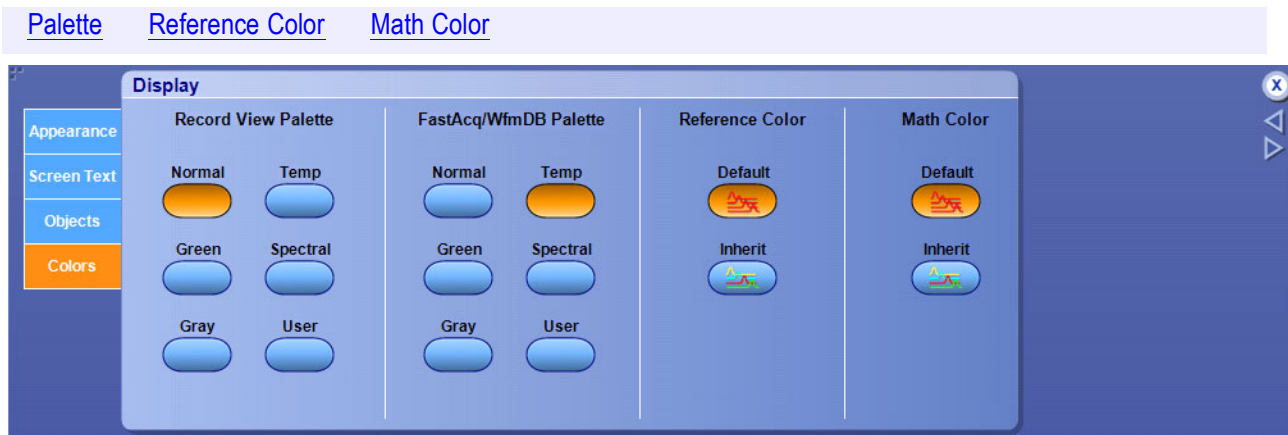 Palette Reference Color Math Color
Display
Appearance
Screen Text
Objects
Colors
Record View Palette
Normal Temp
Green Spectral
Gray User
FastAcq/WfmDB Palette
Normal Temp
Green Spectral
Gray User
Reference Color
Default
Inherit
Math Color
Default
Inherit
X